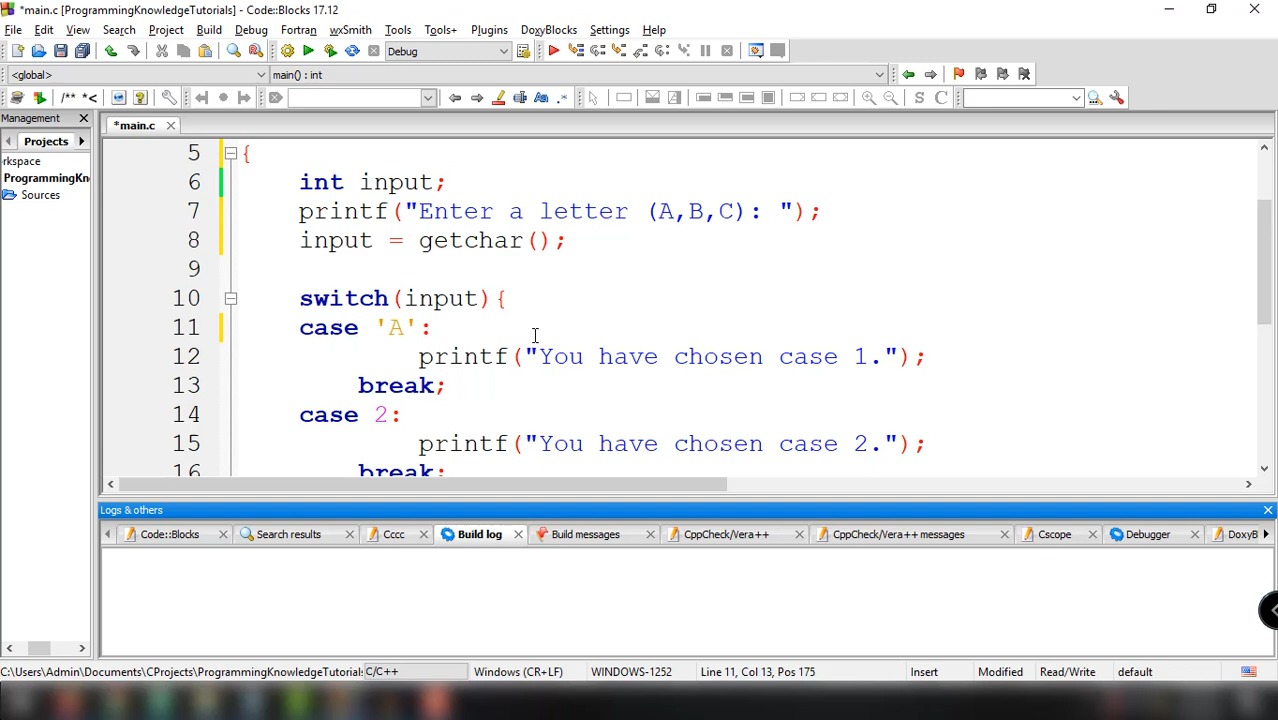 *main.c [ProgrammingKnowledgeTutorials] - Code::Blocks 17.12
File Edit View Search Project Build Debug Fortran wxSmith Tools Tools+ Plugins DoxyBlocks Settings Help
Debug
<global> main() : int
/** *< S C
Management *main.c
Projects
rkspace
ProgrammingKn
Sources
5 {
6 int input;
7 printf("Enter a letter (A,B,C): ");
8 input = getchar();
9
10 switch(input){
11 case 'A':
12 printf("You have chosen case 1.");
13 break;
14 case 2:
15 printf("You have chosen case 2.");
16 break;
Logs & others
Code::Blocks Search results Cccc Build log Build messages CppCheck/Vera++ CppCheck/Vera++ messages Cscope Debugger DoxyB
C:\Users\Admin\Documents\CProjects\ProgrammingKnowledgeTutorials C/C++ Windows (CR+LF) WINDOWS-1252 Line 11, Col 13, Pos 175 Insert Modified Read/Write default